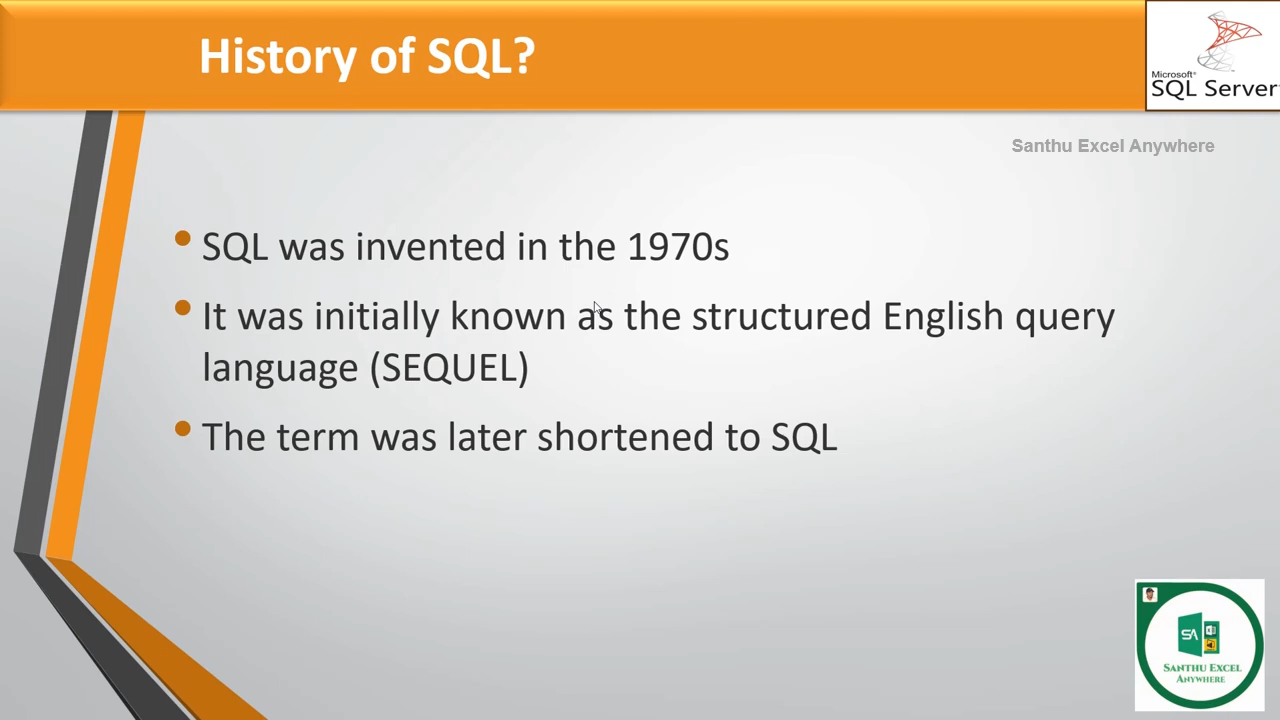 History of SQL?
Microsoft®
SQL Server
Santhu Excel Anywhere
• SQL was invented in the 1970s
• It was initially known as the structured English query
language (SEQUEL)
• The term was later shortened to SQL
SA
SANTHU EXCEL
ANYWHERE